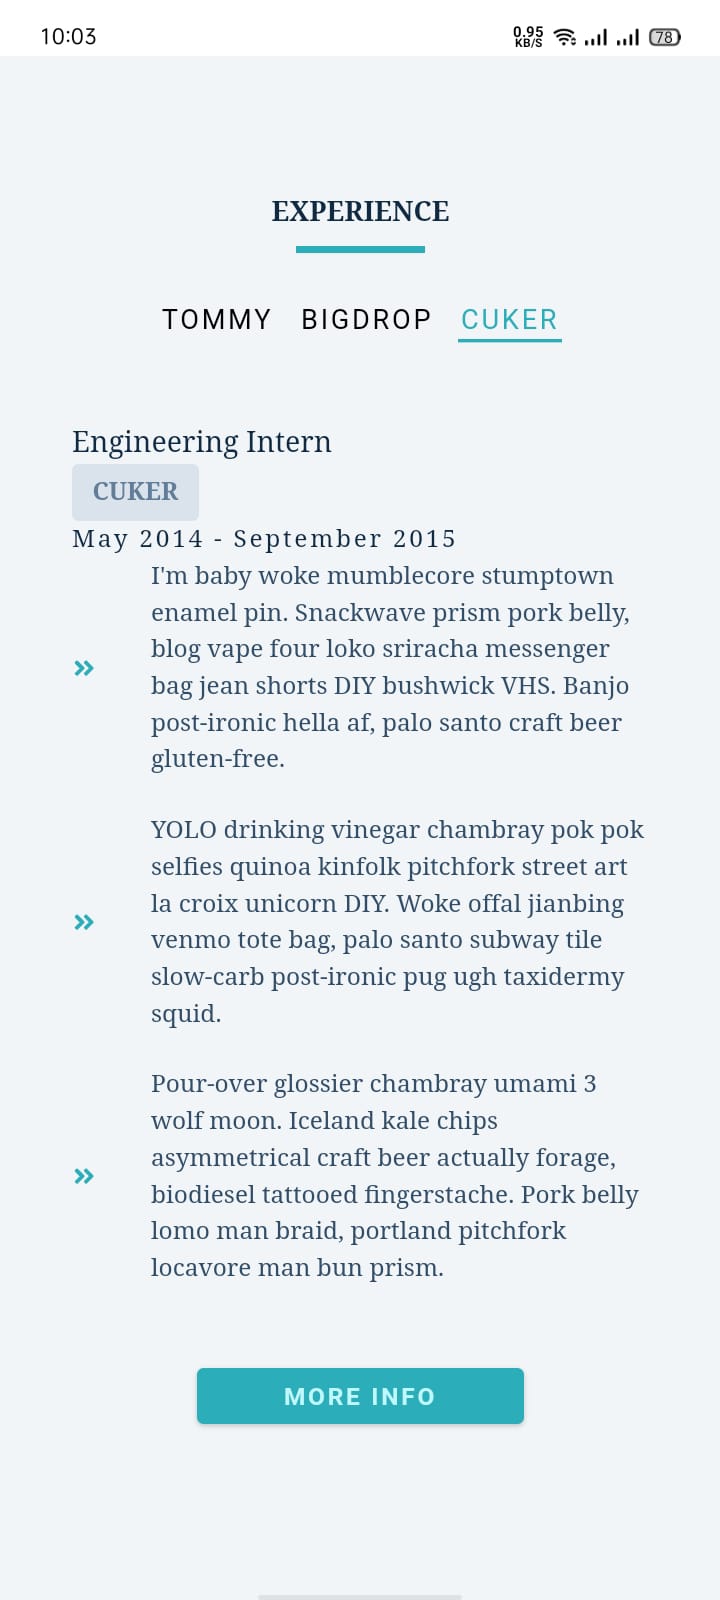 10:03
0.95
KB/S
78
EXPERIENCE
TOMMY BIGDROP CUKER
Engineering Intern
CUKER
May 2014 - September 2015
I'm baby woke mumblecore stumptown
enamel pin. Snackwave prism pork belly,
blog vape four loko sriracha messenger
bag jean shorts DIY bushwick VHS. Banjo
post-ironic hella af, palo santo craft beer
gluten-free.
YOLO drinking vinegar chambray pok pok
selfies quinoa kinfolk pitchfork street art
la croix unicorn DIY. Woke offal jianbing
venmo tote bag, palo santo subway tile
slow-carb post-ironic pug ugh taxidermy
squid.
Pour-over glossier chambray umami 3
wolf moon. Iceland kale chips
asymmetrical craft beer actually forage,
biodiesel tattooed fingerstache. Pork belly
lomo man braid, portland pitchfork
locavore man bun prism.
MORE INFO